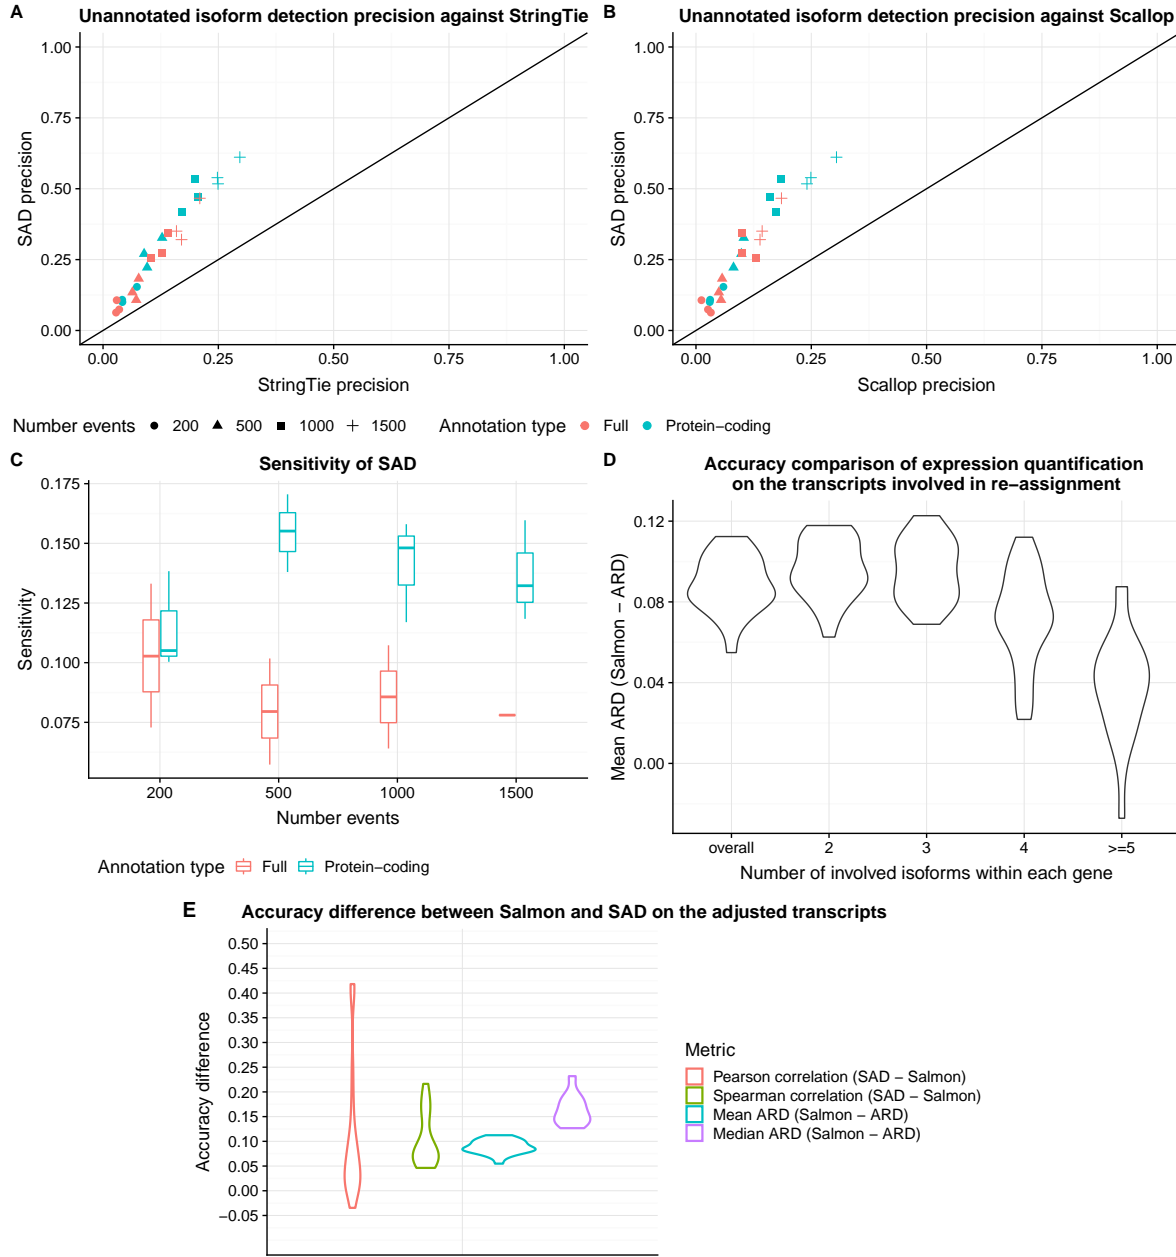 A
Unannotated isoform detection precision against StringTie
1.00
0.75
0.50
0.25
0.00
SAD precision
0.00
0.25
0.50
0.75
1.00
StringTie precision
B
Unannotated isoform detection precision against Scallop
1.00
0.75
0.50
0.25
0.00
SAD precision
0.00
0.25
0.50
0.75
1.00
Scallop precision
Number events 200 500 1000 1500 Annotation type Full Protein−coding
C
Sensitivity of SAD
0.175
0.150
0.125
0.100
0.075
Sensitivity
200
500
1000
1500
Number events
Annotation type Full Protein−coding
D
Accuracy comparison of expression quantification
on the transcripts involved in re−assignment
0.12
0.08
0.04
0.00
Mean ARD (Salmon − ARD)
overall
2
3
4
>=5
Number of involved isoforms within each gene
E
Accuracy difference between Salmon and SAD on the adjusted transcripts
0.50
0.45
0.40
0.35
0.30
0.25
0.20
0.15
0.10
0.05
0.00
−0.05
Accuracy difference
Metric
Pearson correlation (SAD − Salmon)
Spearman correlation (SAD − Salmon)
Mean ARD (Salmon − ARD)
Median ARD (Salmon − ARD)